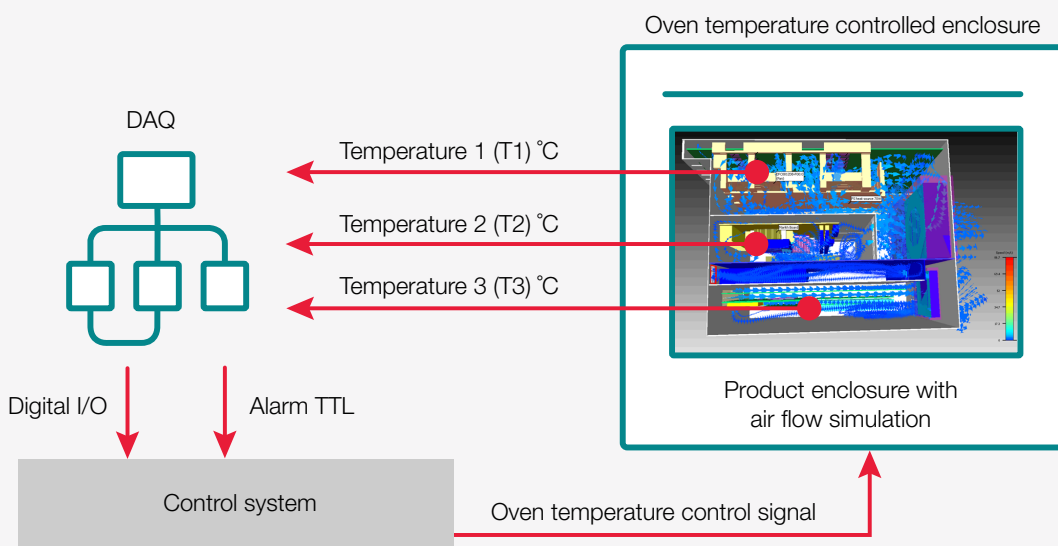 Oven temperature controlled enclosure
DAQ
Temperature 1 (T1) ˚C
Temperature 2 (T2) ˚C
Temperature 3 (T3) ˚C
Product enclosure with
air flow simulation
Digital I/O
Alarm TTL
Control system
Oven temperature control signal